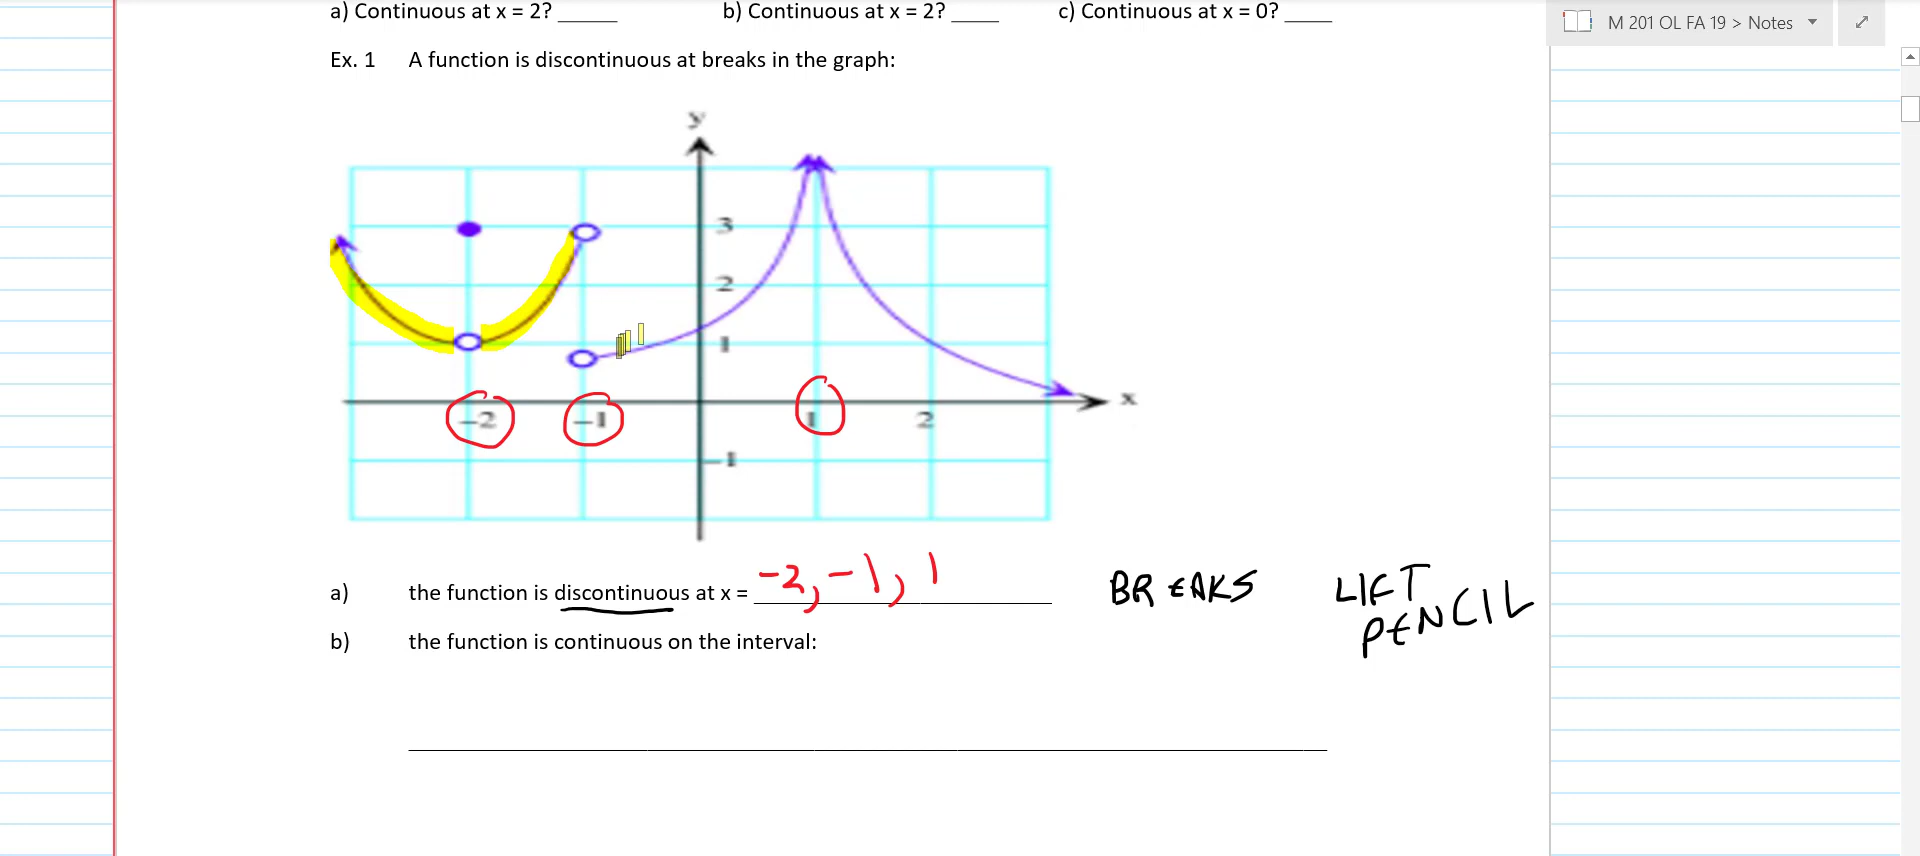 a) Continuous at x = 2? _____ b) Continuous at x = 2? ____ c) Continuous at x = 0? ____
M 201 OL FA 19 > Notes
Ex. 1 A function is discontinuous at breaks in the graph:
y
3
2
1
x
-2 -1 1 2
-1
a) the function is discontinuous at x = -2, -1, 1
BREAKS LIFT
PENCIL
b) the function is continuous on the interval: